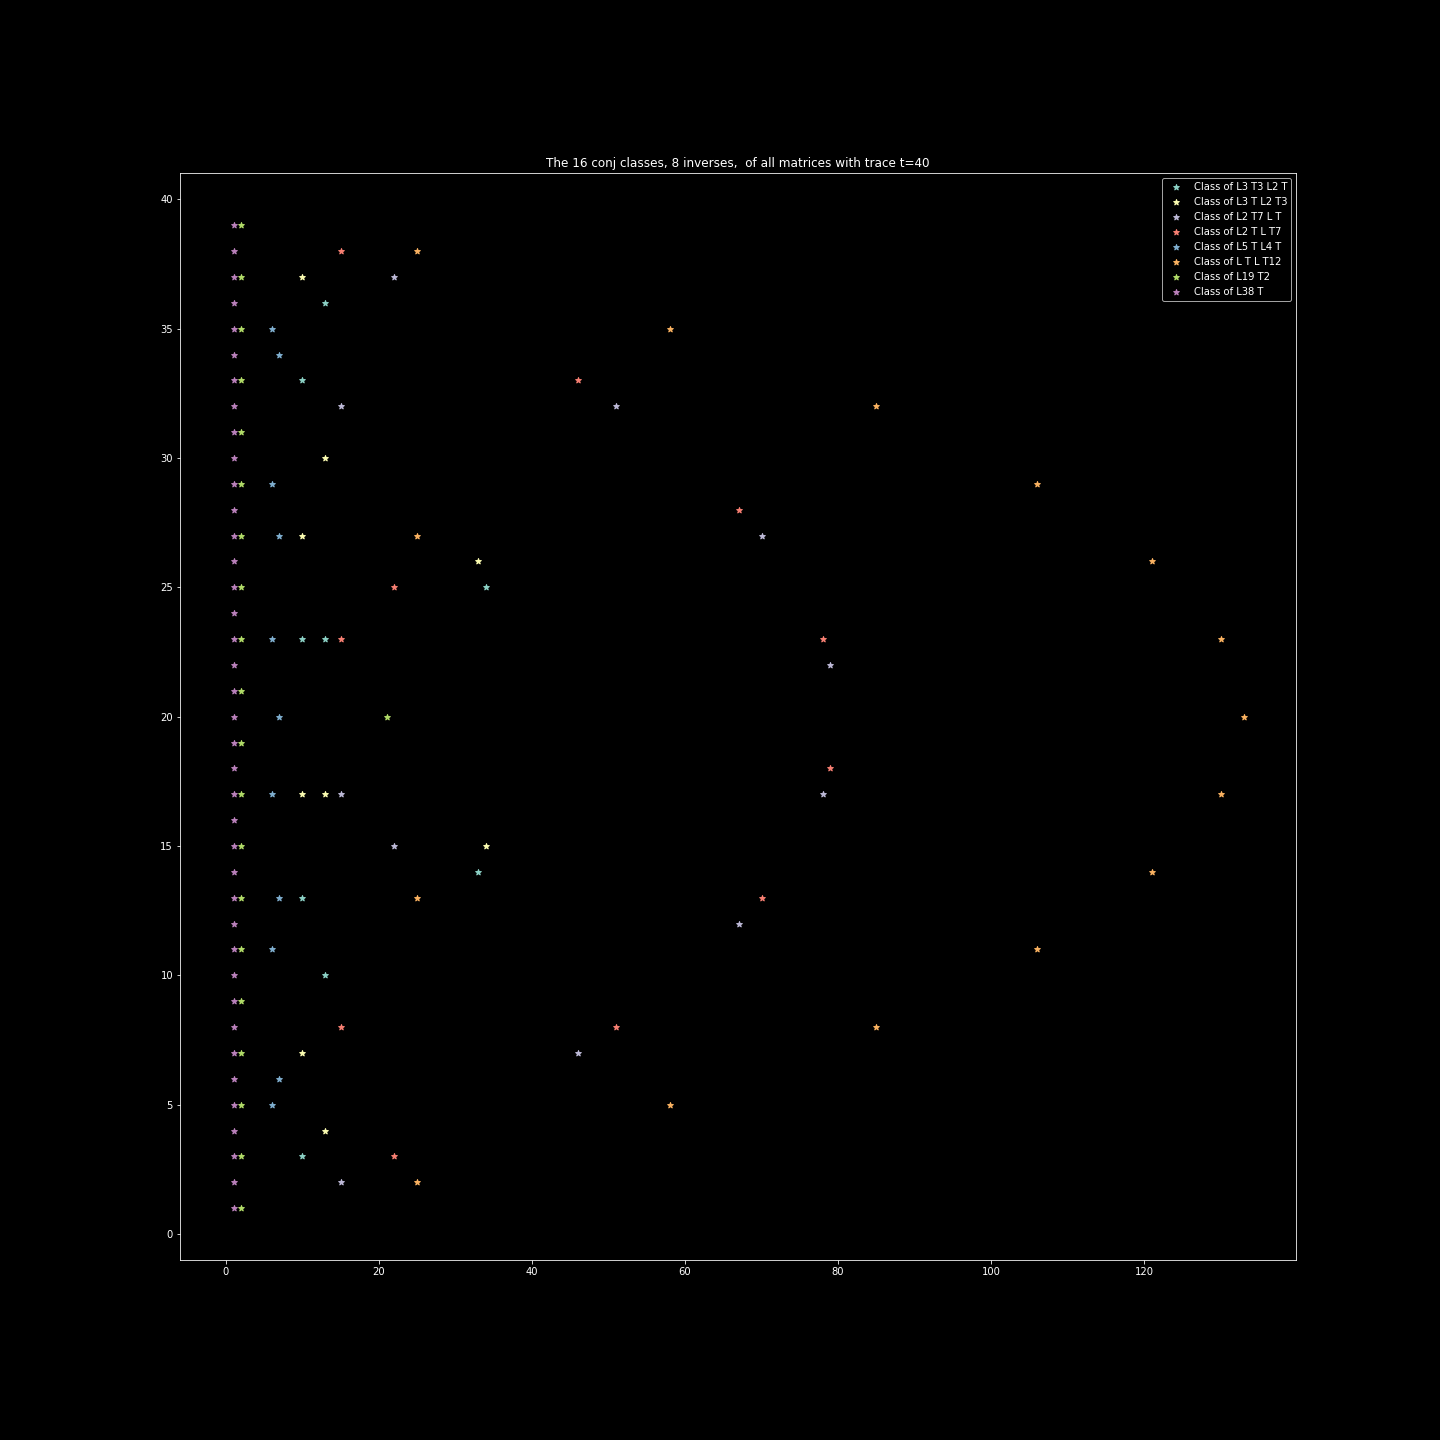 The 16 conj classes, 8 inverses,  of all matrices with trace t=40
Class of L3 T3 L2 T
Class of L3 T L2 T3
Class of L2 T7 L T
Class of L2 T L T7
Class of L5 T L4 T
Class of L T L T12
Class of L19 T2
Class of L38 T
40
35
30
25
20
15
10
5
0
0 20 40 60 80 100 120